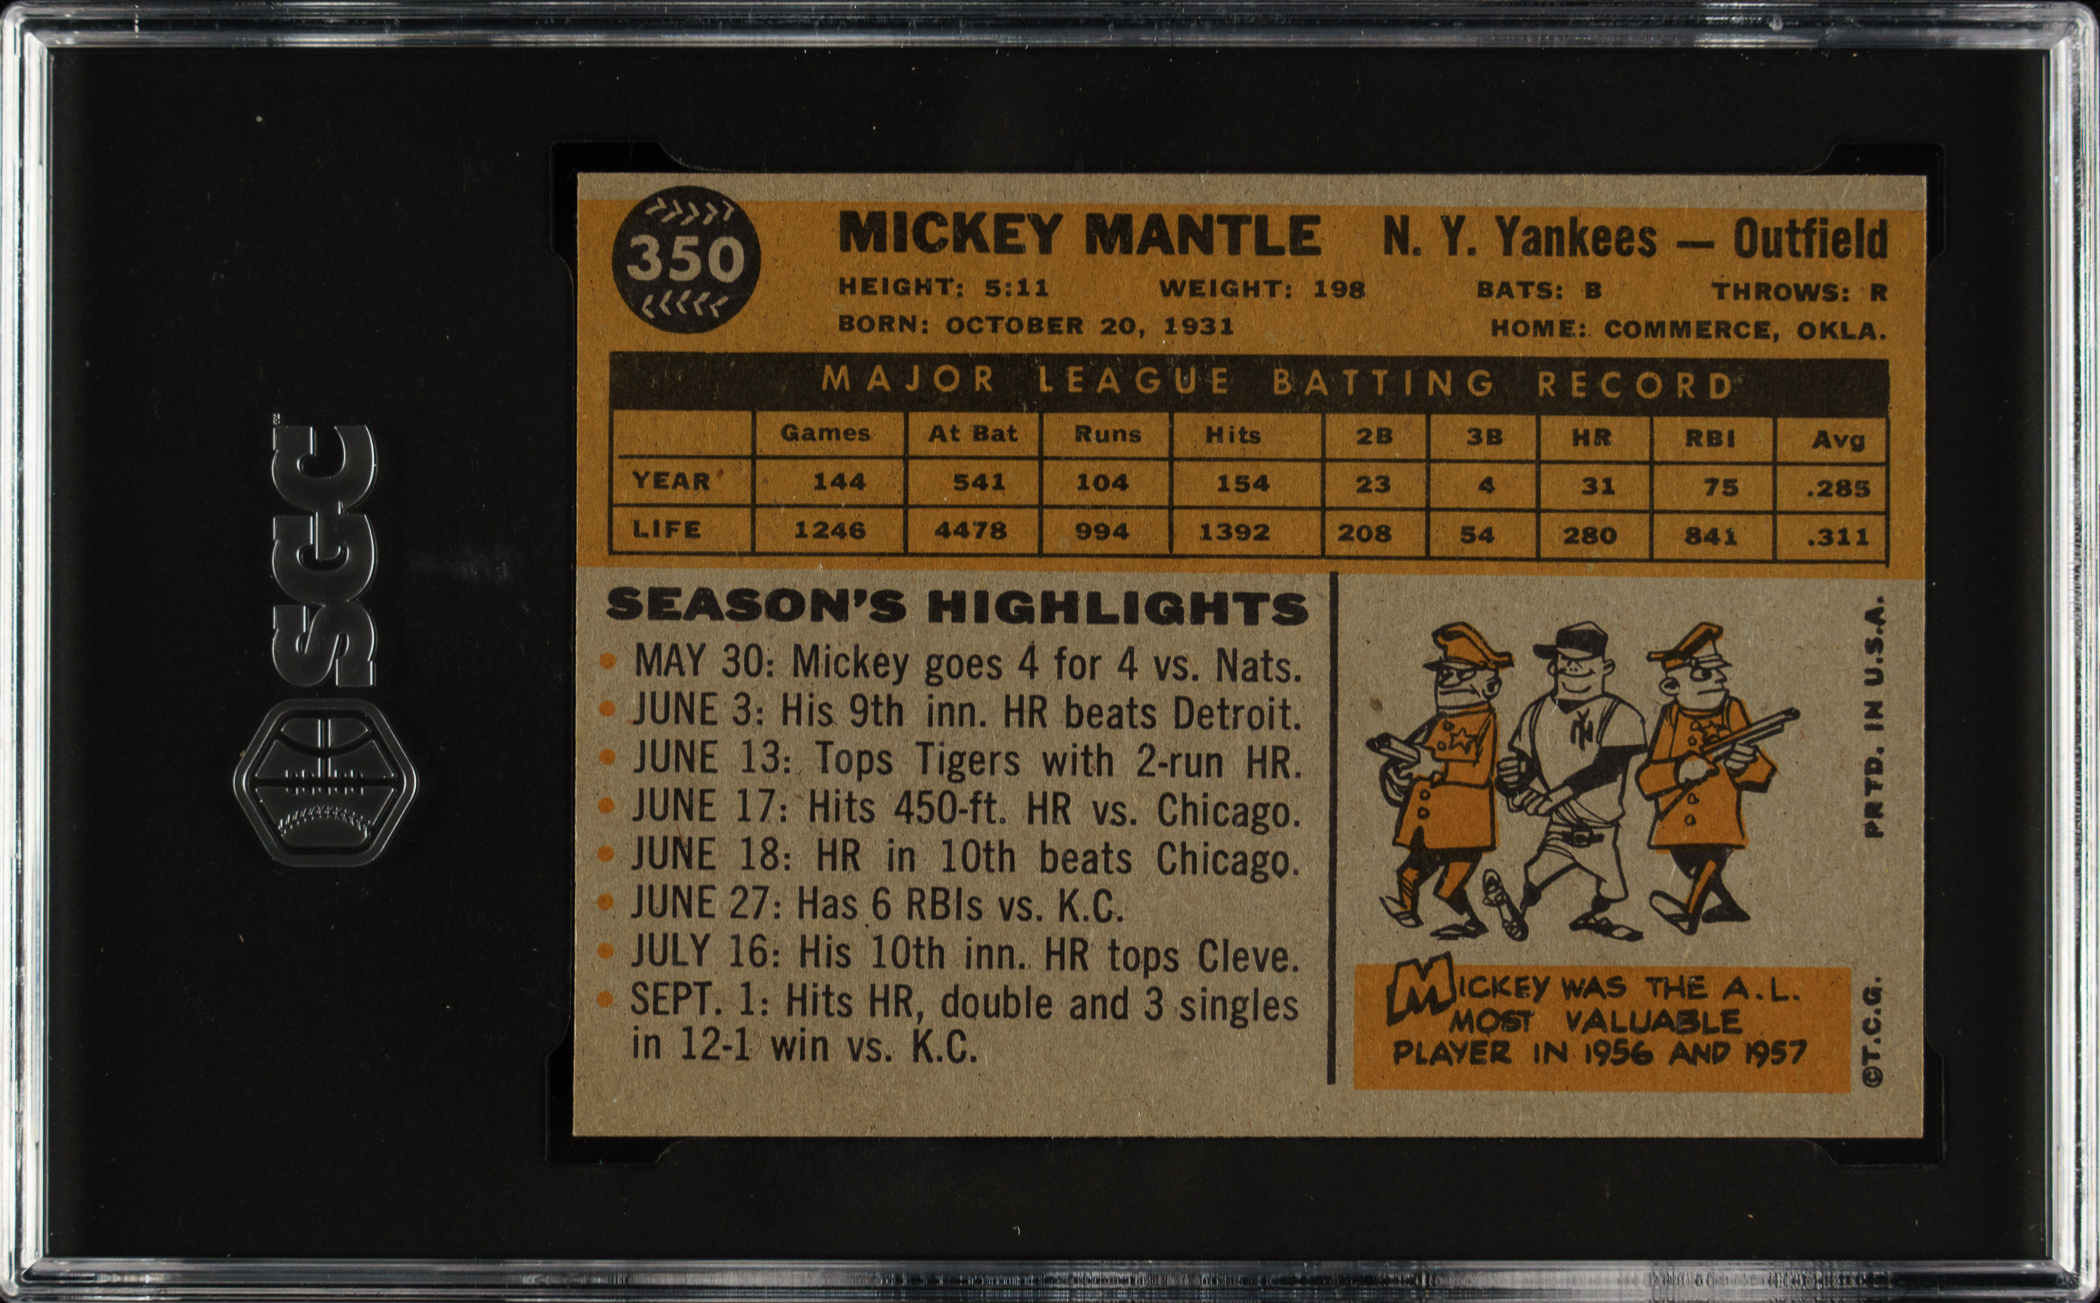 350
MICKEY MANTLE N. Y. Yankees — Outfield
HEIGHT: 5:11 WEIGHT: 198 BATS: B THROWS: R
BORN: OCTOBER 20, 1931 HOME: COMMERCE, OKLA.
MAJOR LEAGUE BATTING RECORD
Games At Bat Runs Hits 2B 3B HR RBI Avg
YEAR 144 541 104 154 23 4 31 75 .285
LIFE 1246 4478 994 1392 208 54 280 841 .311
SEASON'S HIGHLIGHTS
• MAY 30: Mickey goes 4 for 4 vs. Nats.
• JUNE 3: His 9th inn. HR beats Detroit.
• JUNE 13: Tops Tigers with 2-run HR.
• JUNE 17: Hits 450-ft. HR vs. Chicago.
• JUNE 18: HR in 10th beats Chicago.
• JUNE 27: Has 6 RBIs vs. K.C.
• JULY 16: His 10th inn. HR tops Cleve.
• SEPT. 1: Hits HR, double and 3 singles
in 12-1 win vs. K.C.
NY
MICKEY WAS THE A.L.
MOST VALUABLE
PLAYER IN 1956 AND 1957
©T.C.G. PRTD. IN U.S.A.
SGC